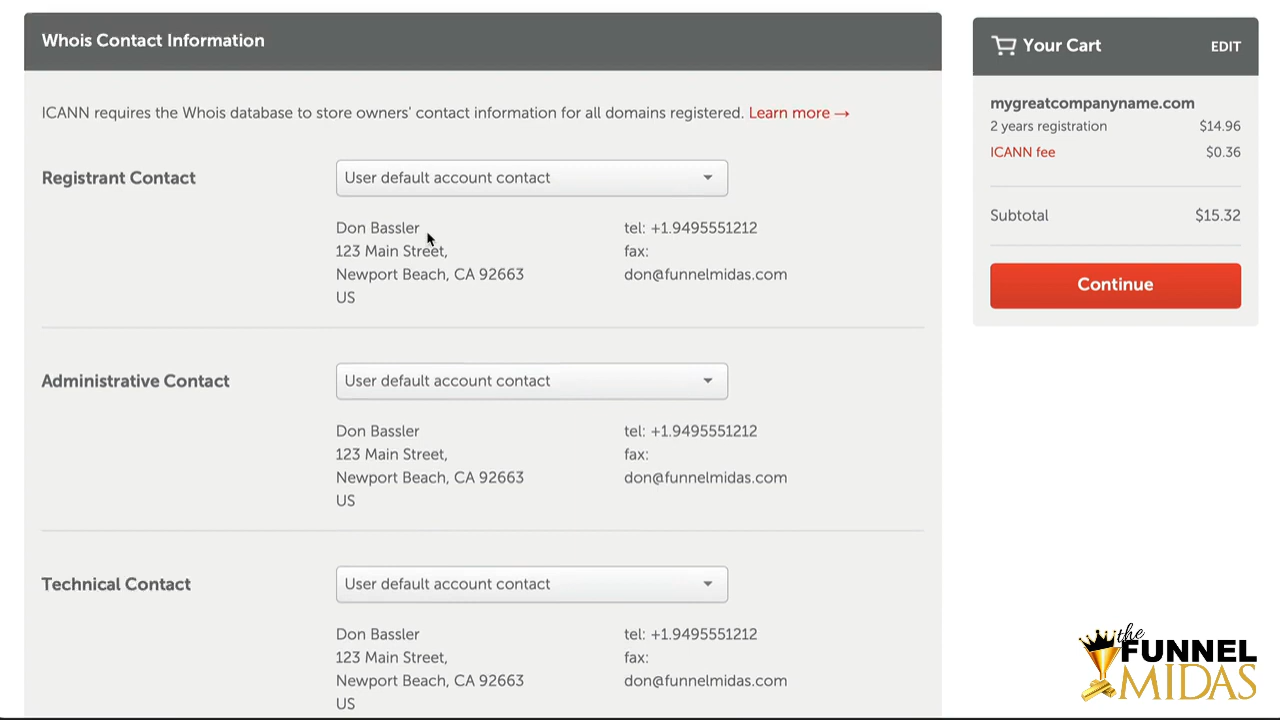 Whois Contact Information
ICANN requires the Whois database to store owners' contact information for all domains registered. Learn more →
Registrant Contact
User default account contact
Don Bassler
123 Main Street,
Newport Beach, CA 92663
US
tel: +1.9495551212
fax:
don@funnelmidas.com
Administrative Contact
User default account contact
Don Bassler
123 Main Street,
Newport Beach, CA 92663
US
tel: +1.9495551212
fax:
don@funnelmidas.com
Technical Contact
User default account contact
Don Bassler
123 Main Street,
Newport Beach, CA 92663
US
tel: +1.9495551212
fax:
don@funnelmidas.com
Your Cart
EDIT
mygreatcompanyname.com
2 years registration $14.96
ICANN fee $0.36
Subtotal $15.32
Continue
the
FUNNEL
MIDAS